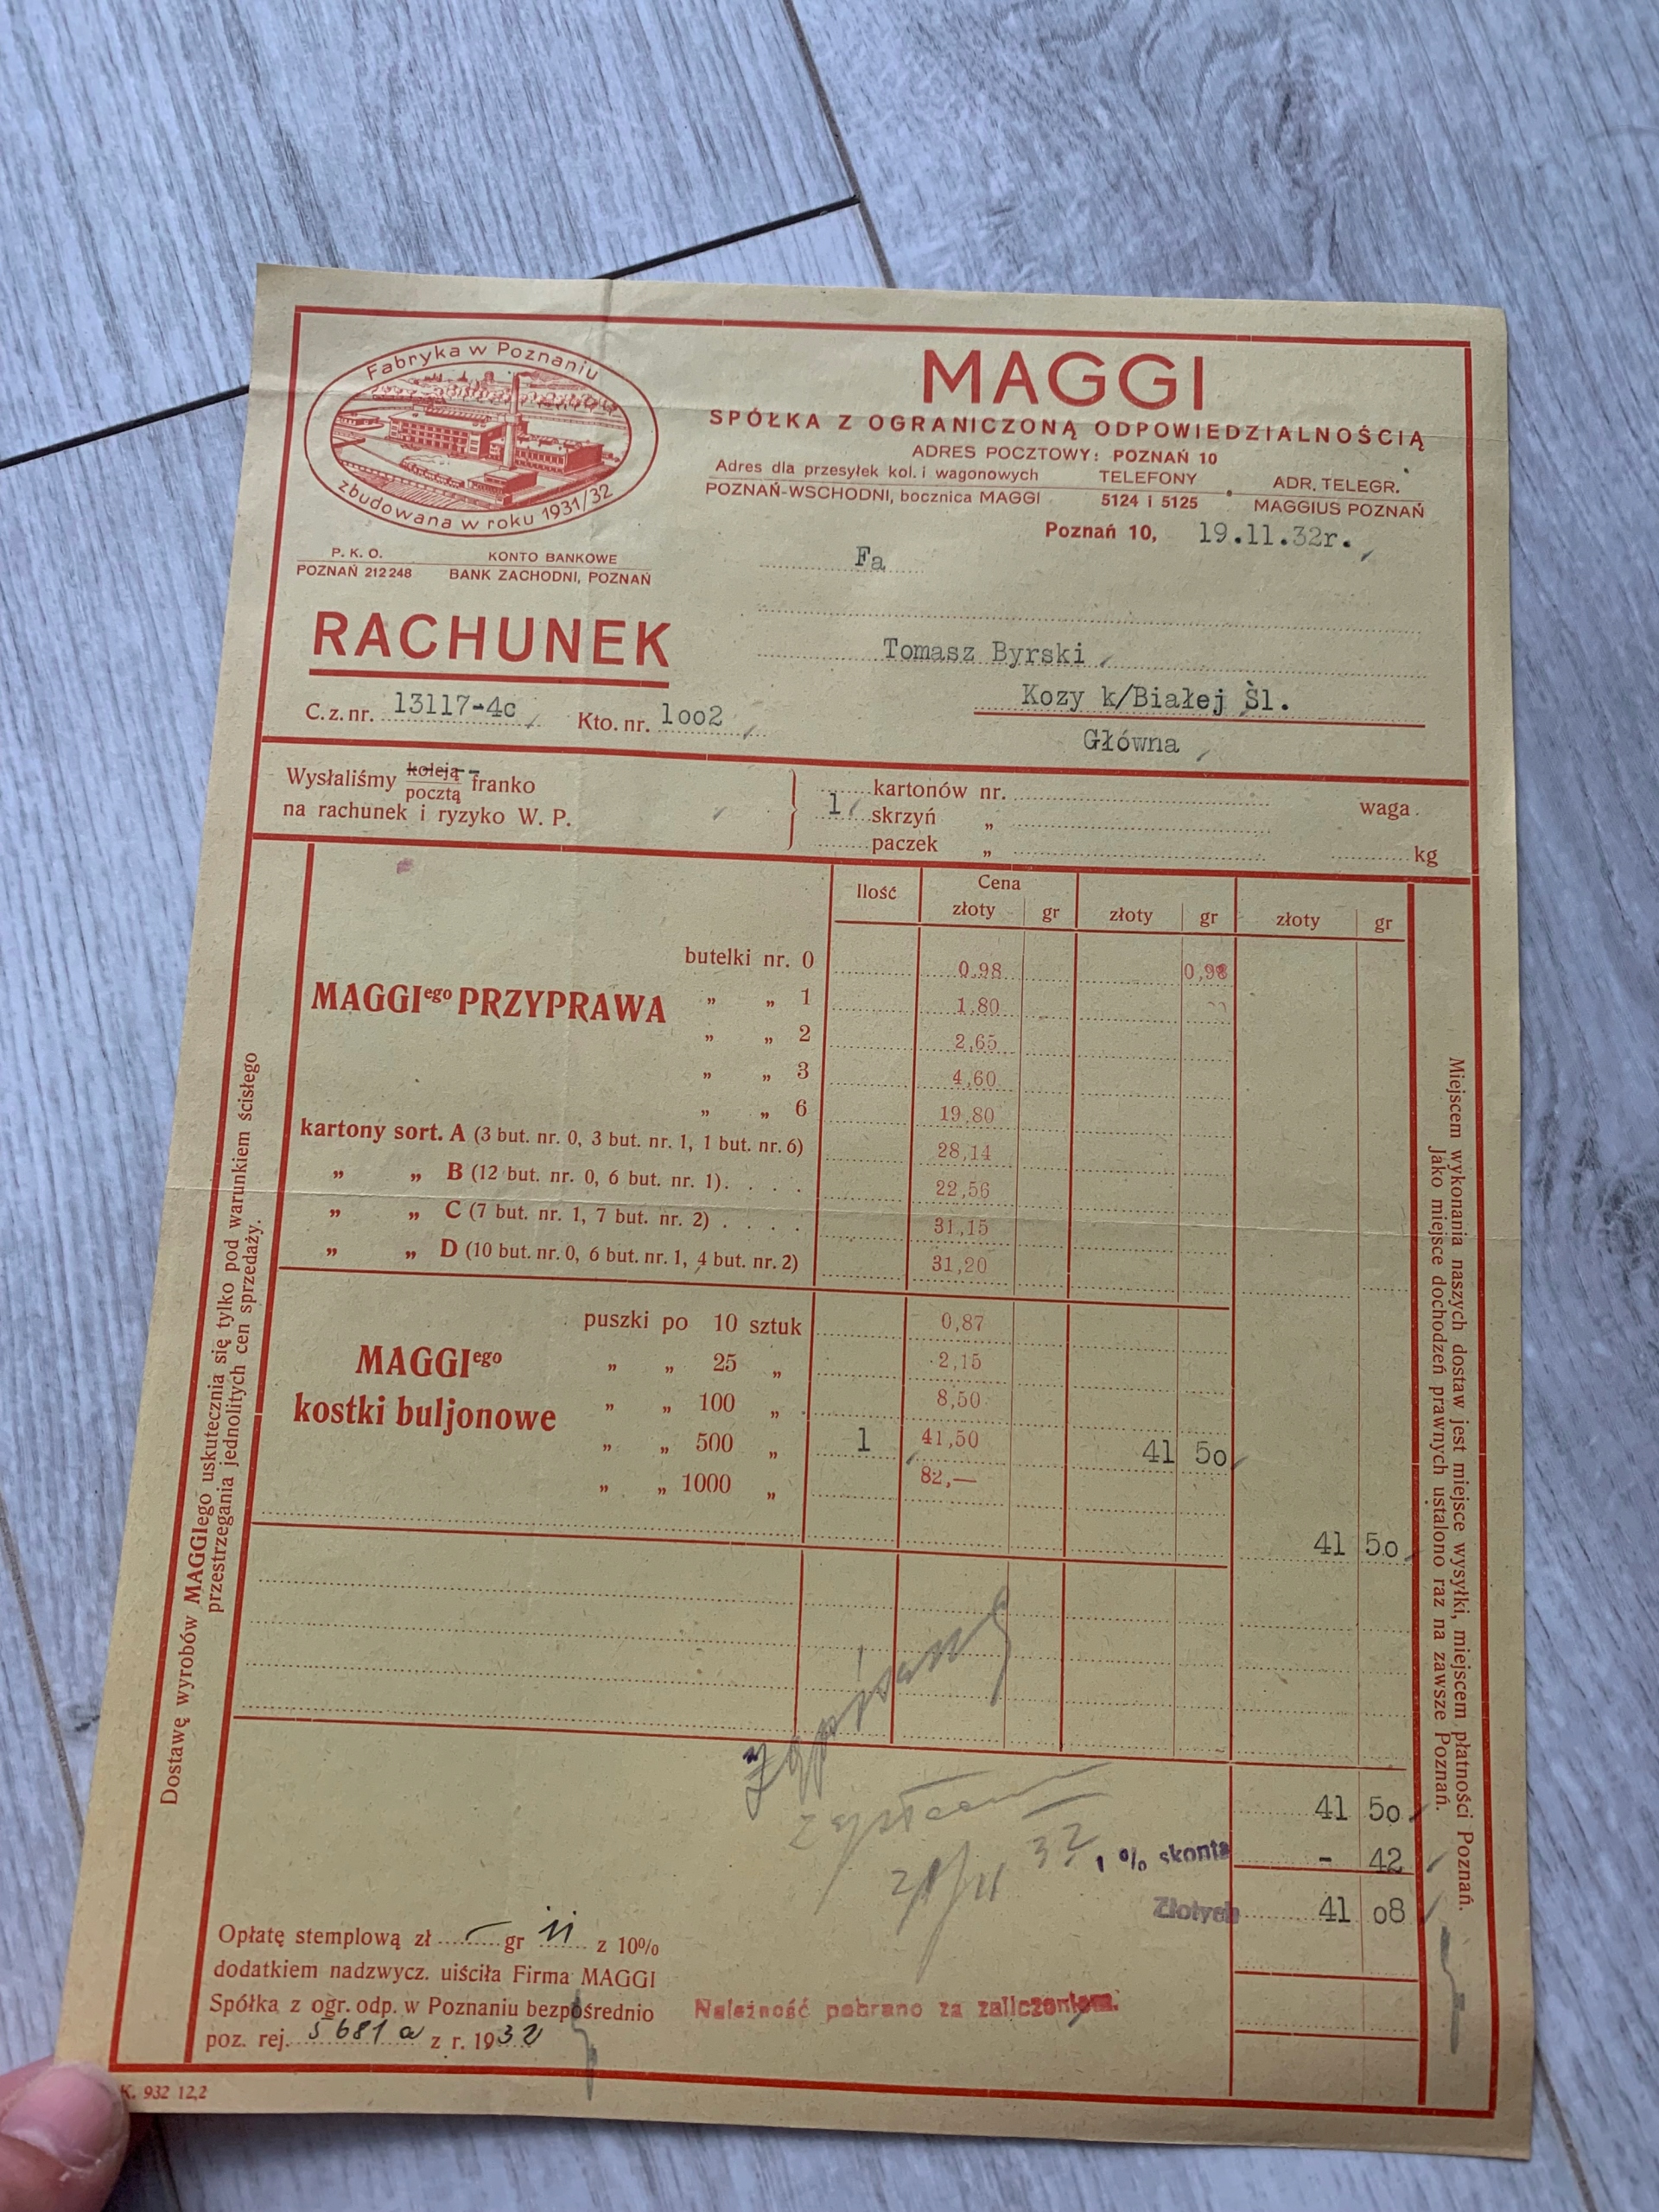 Fabryka w Poznaniu
zbudowana w roku 1931/32
MAGGI
SPÓŁKA Z OGRANICZONĄ ODPOWIEDZIALNOŚCIĄ
ADRES POCZTOWY: POZNAŃ 10
Adres dla przesyłek kol. i wagonowych TELEFONY ADR. TELEGR.
POZNAŃ-WSCHODNI, bocznica MAGGI 5124 i 5125 MAGGIUS POZNAŃ
Poznań 10, 19.11.32r.
P. K. O. KONTO BANKOWE
POZNAŃ 212248 BANK ZACHODNI, POZNAŃ
Fa
RACHUNEK
Tomasz Byrski
Kozy k/Białej Śl.
Główna
C. z. nr. 13117-4c Kto. nr. 1oo2
Wysłaliśmy koleją franko
pocztą
na rachunek i ryzyko W. P.
kartonów nr. waga
1 skrzyń „
paczek „ kg
Ilość Cena
złoty gr złoty gr złoty gr
butelki nr. 0 0.98 0,98
MAGGIego PRZYPRAWA „ „ 1 1.80
„ „ 2 2,65
„ „ 3 4,60
„ „ 6 19,80
kartony sort. A (3 but. nr. 0, 3 but. nr. 1, 1 but. nr. 6) 28,14
„ „ B (12 but. nr. 0, 6 but. nr. 1). . . . 22,56
„ „ C (7 but. nr. 1, 7 but. nr. 2) . . . . 31,15
„ „ D (10 but. nr. 0, 6 but. nr. 1, 4 but. nr. 2) 31,20
puszki po 10 sztuk 0,87
MAGGIego „ „ 25 „ 2,15
kostki buljonowe „ „ 100 „ 8,50
„ „ 500 „ 1 41,50 41 5o
„ „ 1000 „ 82,—
41 5o
41 5o
1 % skonta - 42
Złotych 41 o8
21/11 32
Opłatę stemplową zł — gr 11 z 10%
dodatkiem nadzwycz. uiściła Firma MAGGI
Spółka z ogr. odp. w Poznaniu bezpośrednio
poz. rej. S 681 a z r. 1932
Należność pobrano za zaliczeniem.
K. 932 12,2
Dostawę wyrobów MAGGIego uskutecznia się tylko pod warunkiem ścisłego
przestrzegania jednolitych cen sprzedaży.
Miejscem wykonania naszych dostaw jest miejsce wysyłki, miejscem płatności Poznań.
Jako miejsce dochodzeń prawnych ustalono raz na zawsze Poznań.